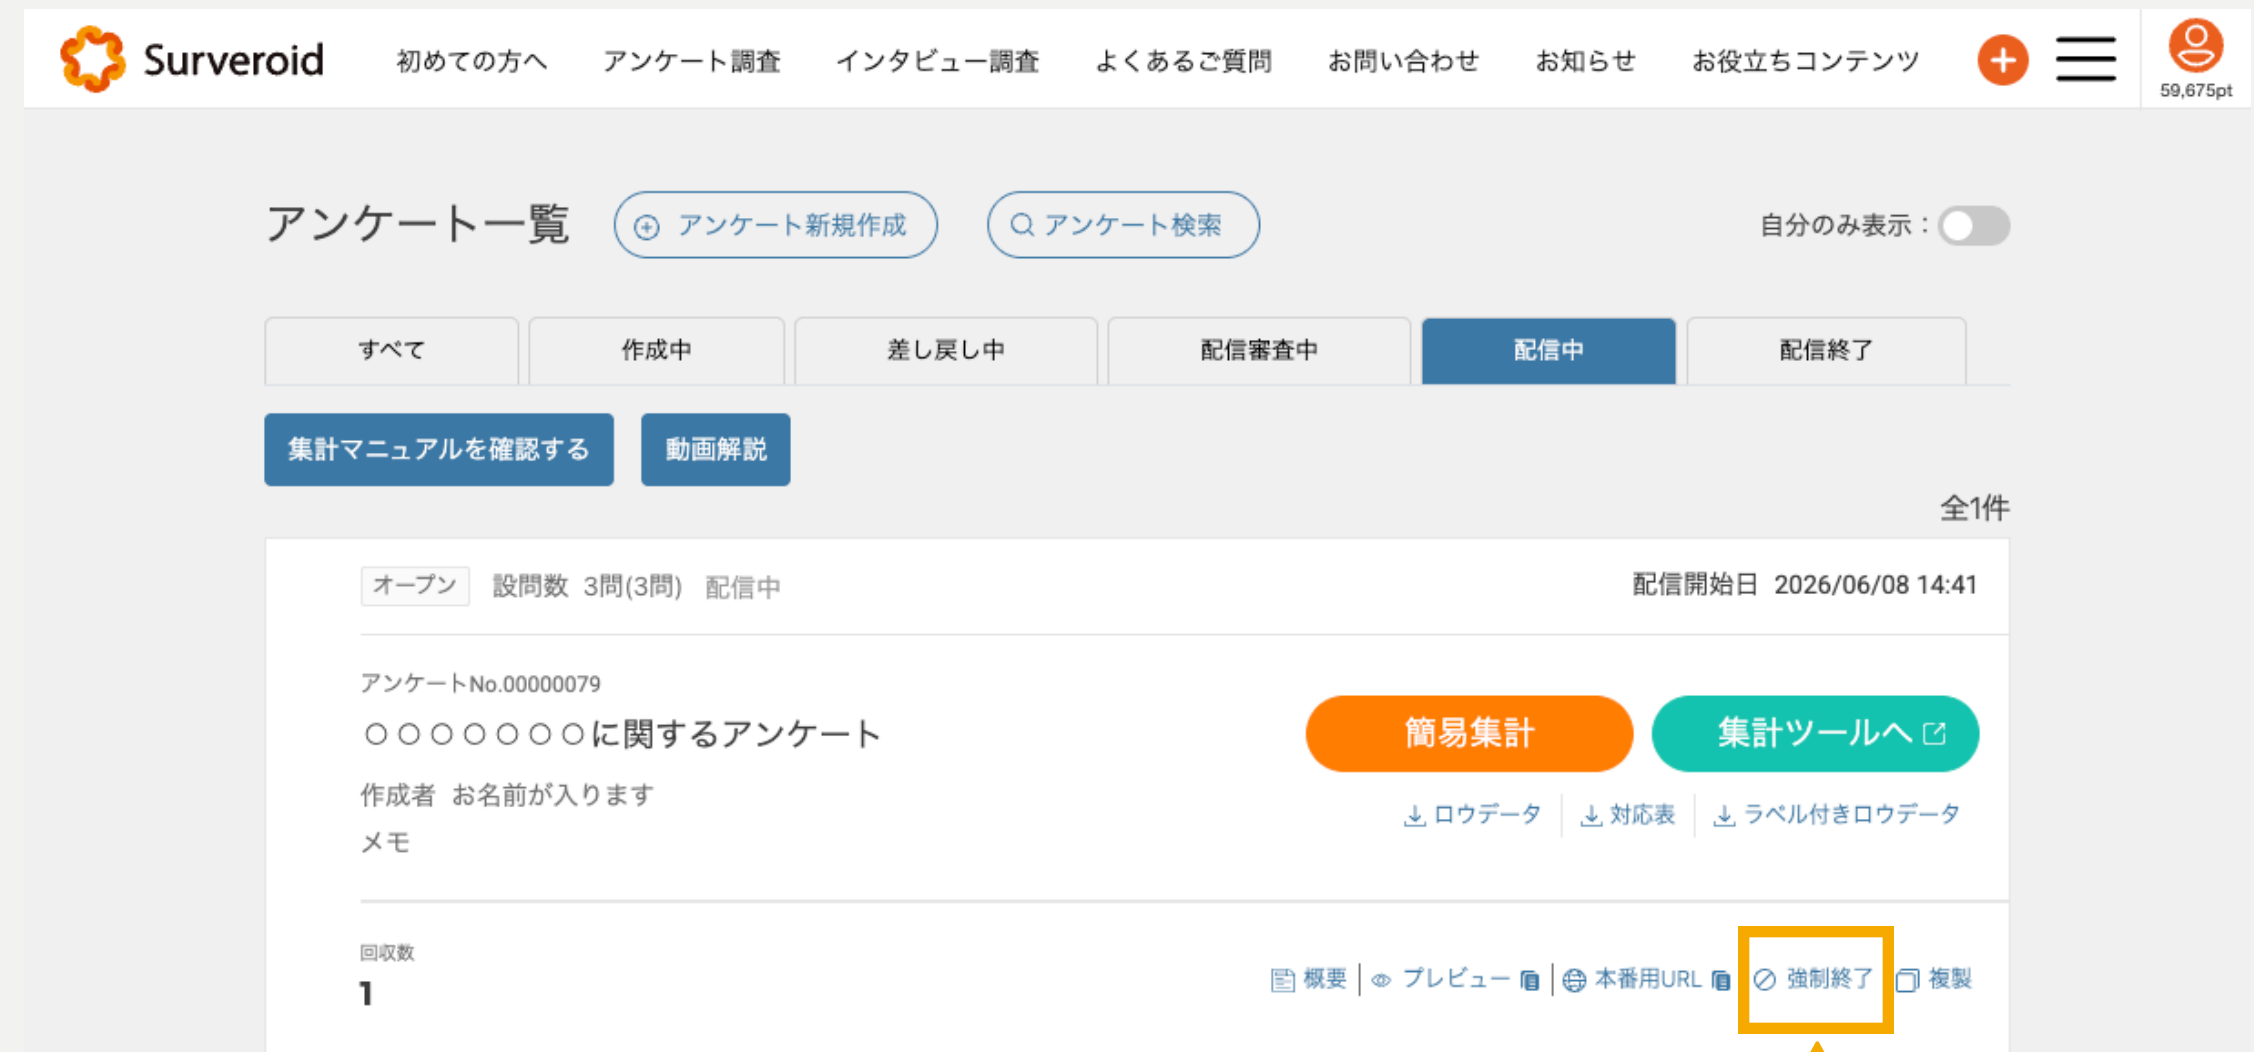 Surveroid 初めての方へ アンケート調査 インタビュー調査 よくあるご質問 お問い合わせ お知らせ お役立ちコンテンツ
59,675pt
アンケート一覧 アンケート新規作成 アンケート検索 自分のみ表示：
すべて 作成中 差し戻し中 配信審査中 配信中 配信終了
集計マニュアルを確認する 動画解説
全1件
オープン 設問数 3問(3問) 配信中 配信開始日 2026/06/08 14:41
アンケートNo.00000079
○○○○○○○に関するアンケート
簡易集計 集計ツールへ
作成者 お名前が入ります
ロウデータ 対応表 ラベル付きロウデータ
メモ
回収数
1
概要 プレビュー 本番用URL 強制終了 複製